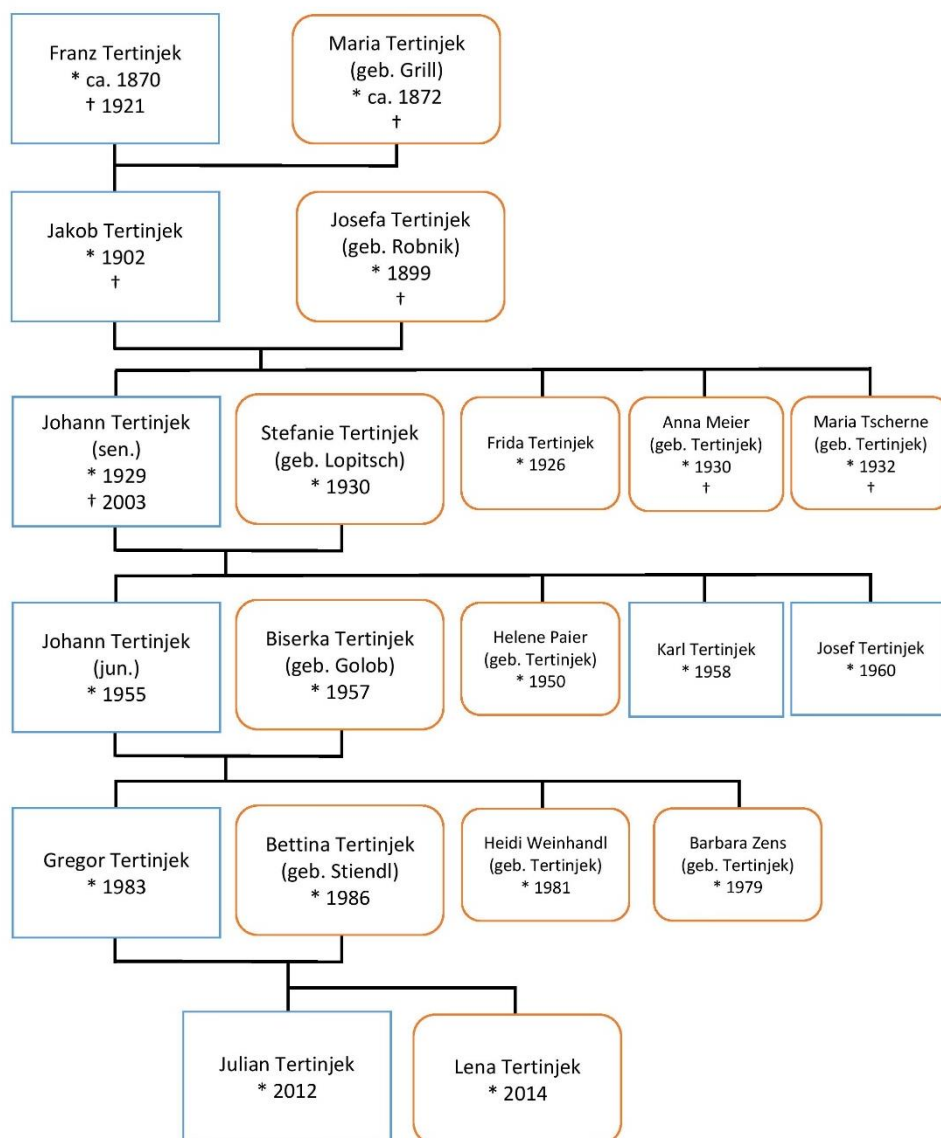 Franz Tertinjek
* ca. 1870
† 1921
Maria Tertinjek
(geb. Grill)
* ca. 1872
†
Jakob Tertinjek
* 1902
†
Josefa Tertinjek
(geb. Robnik)
* 1899
†
Johann Tertinjek
(sen.)
* 1929
† 2003
Stefanie Tertinjek
(geb. Lopitsch)
* 1930
Frida Tertinjek
* 1926
Anna Meier
(geb. Tertinjek)
* 1930
†
Maria Tscherne
(geb. Tertinjek)
* 1932
†
Johann Tertinjek
(jun.)
* 1955
Biserka Tertinjek
(geb. Golob)
* 1957
Helene Paier
(geb. Tertinjek)
* 1950
Karl Tertinjek
* 1958
Josef Tertinjek
* 1960
Gregor Tertinjek
* 1983
Bettina Tertinjek
(geb. Stiendl)
* 1986
Heidi Weinhandl
(geb. Tertinjek)
* 1981
Barbara Zens
(geb. Tertinjek)
* 1979
Julian Tertinjek
* 2012
Lena Tertinjek
* 2014